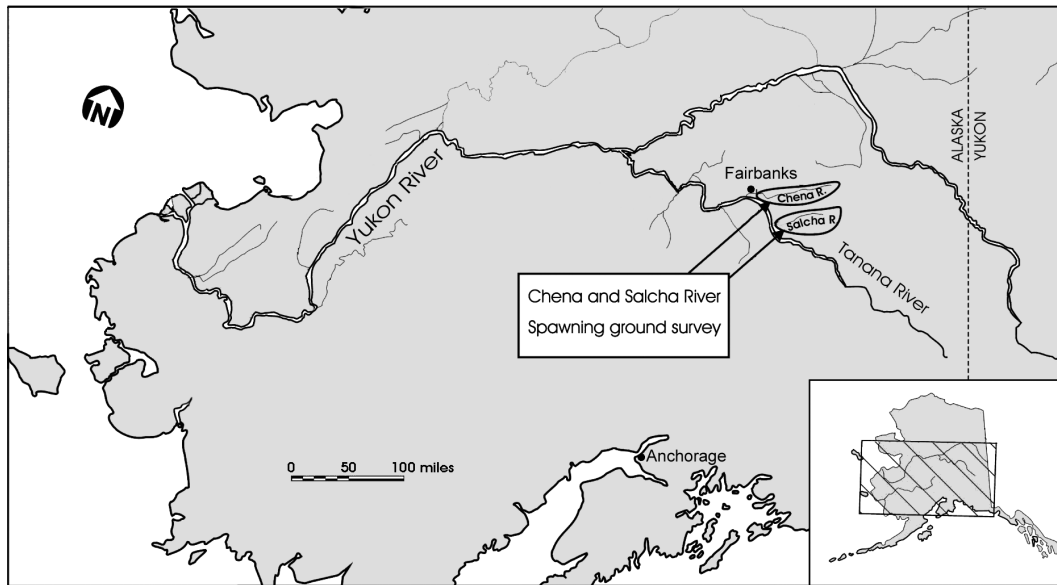 N
ALASKA
YUKON
Fairbanks
Chena R.
Salcha R
Yukon River
Tanana River
Chena and Salcha River
Spawning ground survey
0 50 100 miles
Anchorage